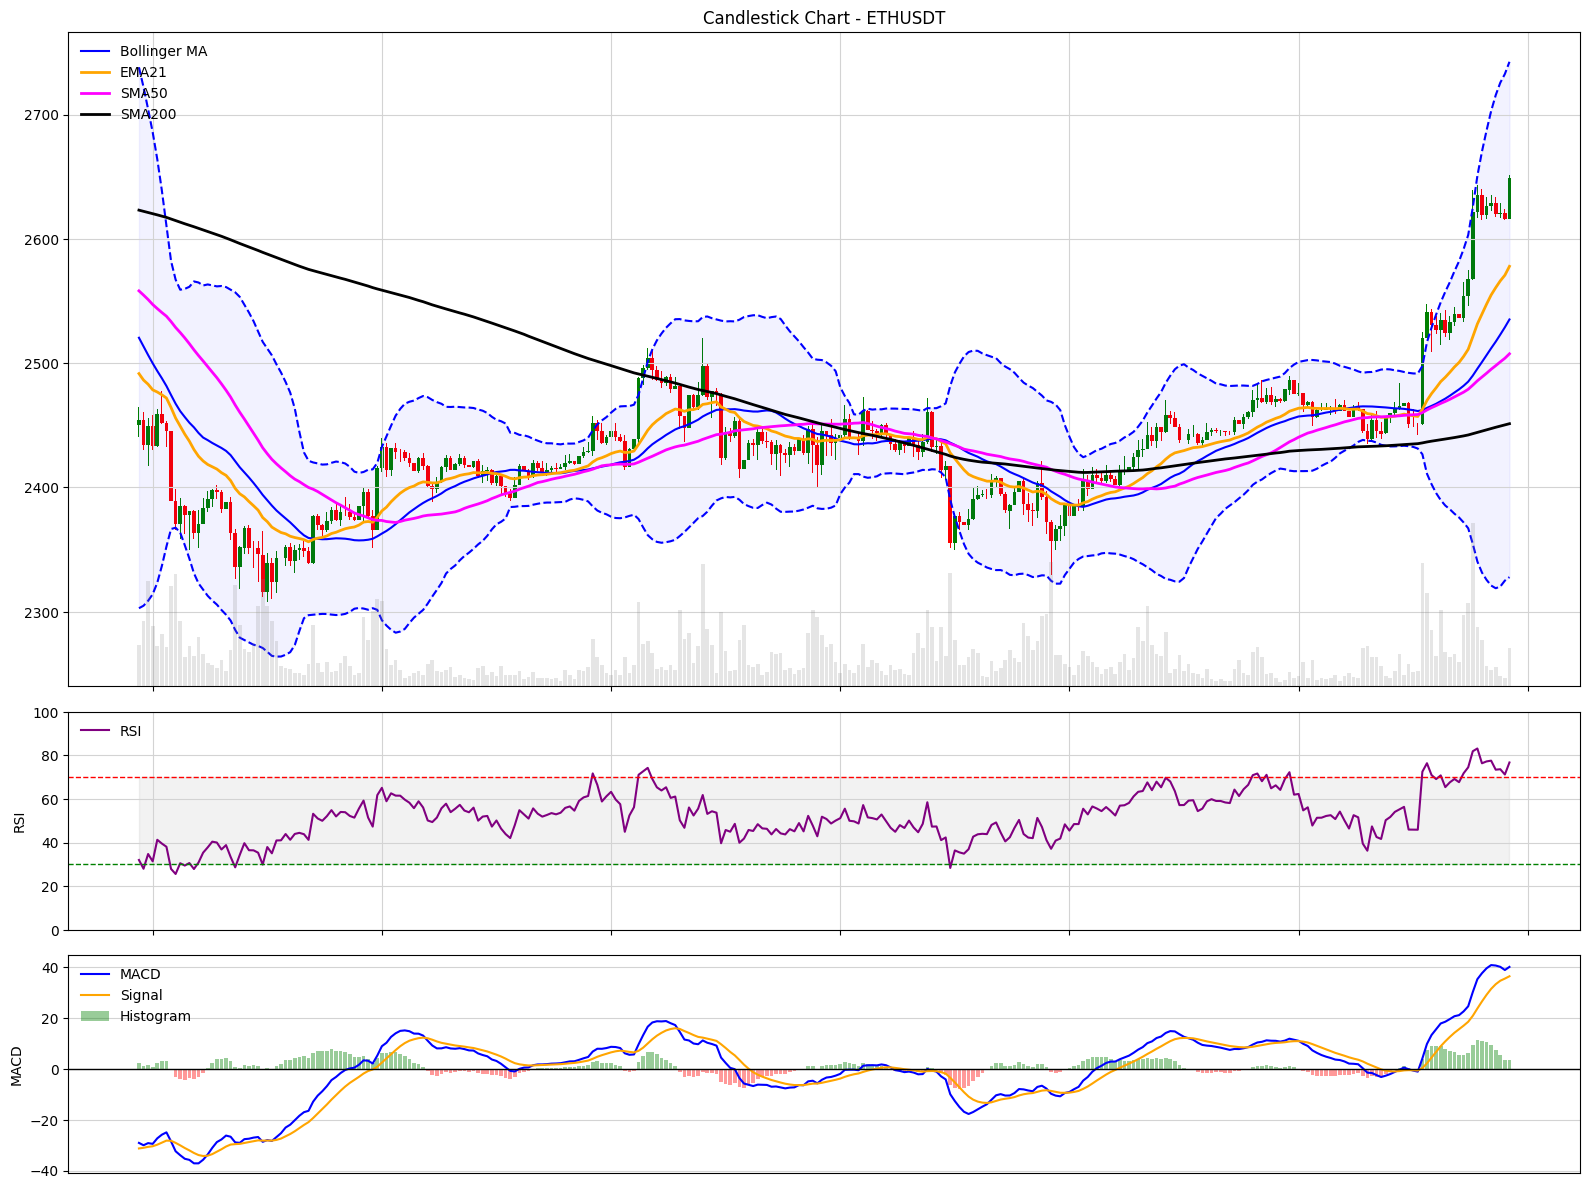 Candlestick Chart - ETHUSDT
Bollinger MA
EMA21
SMA50
SMA200
2700
2600
2500
2400
2300
RSI
100
80
60
40
20
0
RSI
MACD
Signal
Histogram
40
20
0
−20
−40
MACD